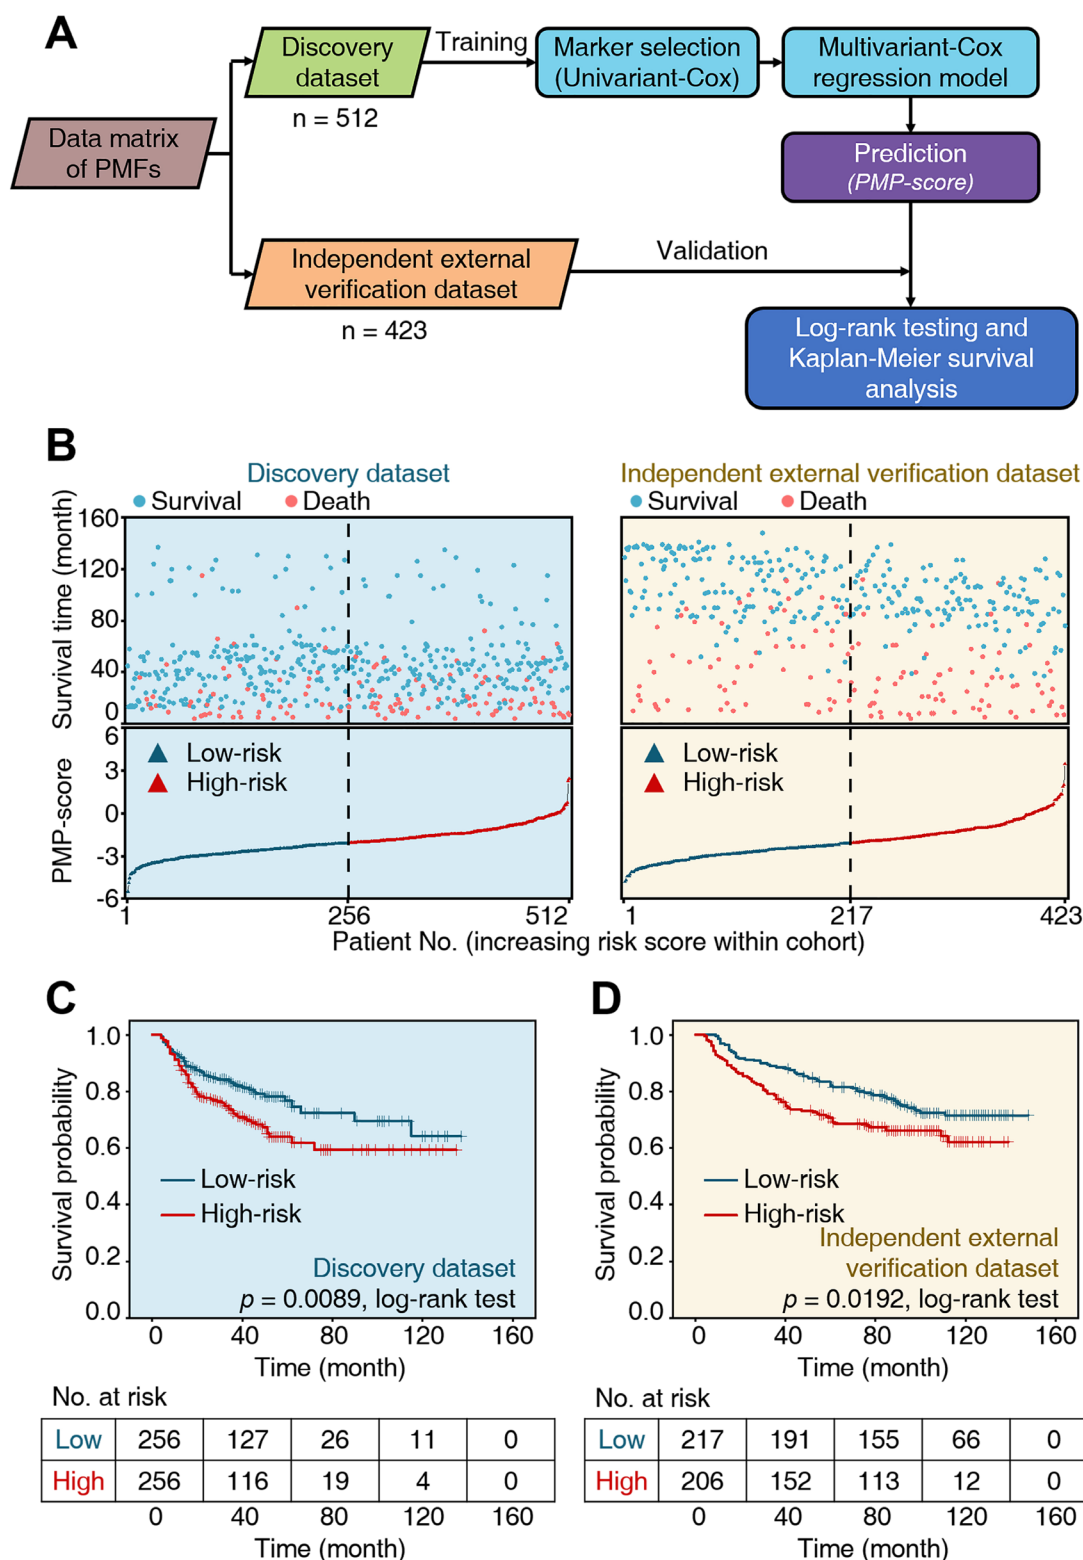 A
Data matrix
of PMFs
Discovery
dataset
n = 512
Training
Marker selection
(Univariant-Cox)
Multivariant-Cox
regression model
Prediction
(PMP-score)
Independent external
verification dataset
n = 423
Validation
Log-rank testing and
Kaplan-Meier survival
analysis
B
Discovery dataset
Survival Death
Survival time (month)
160
120
80
40
0
PMP-score
6
3
0
-3
-6
Low-risk
High-risk
1 256 512
Independent external verification dataset
Survival Death
Low-risk
High-risk
1 217 423
Patient No. (increasing risk score within cohort)
C
Survival probability
1.0
0.8
0.6
0.4
0.2
0.0
Low-risk
High-risk
Discovery dataset
p = 0.0089, log-rank test
0 40 80 120 160
Time (month)
No. at risk
Low 256 127 26 11 0
High 256 116 19 4 0
0 40 80 120 160
Time (month)
D
Survival probability
1.0
0.8
0.6
0.4
0.2
0.0
Low-risk
High-risk
Independent external
verification dataset
p = 0.0192, log-rank test
0 40 80 120 160
Time (month)
No. at risk
Low 217 191 155 66 0
High 206 152 113 12 0
0 40 80 120 160
Time (month)